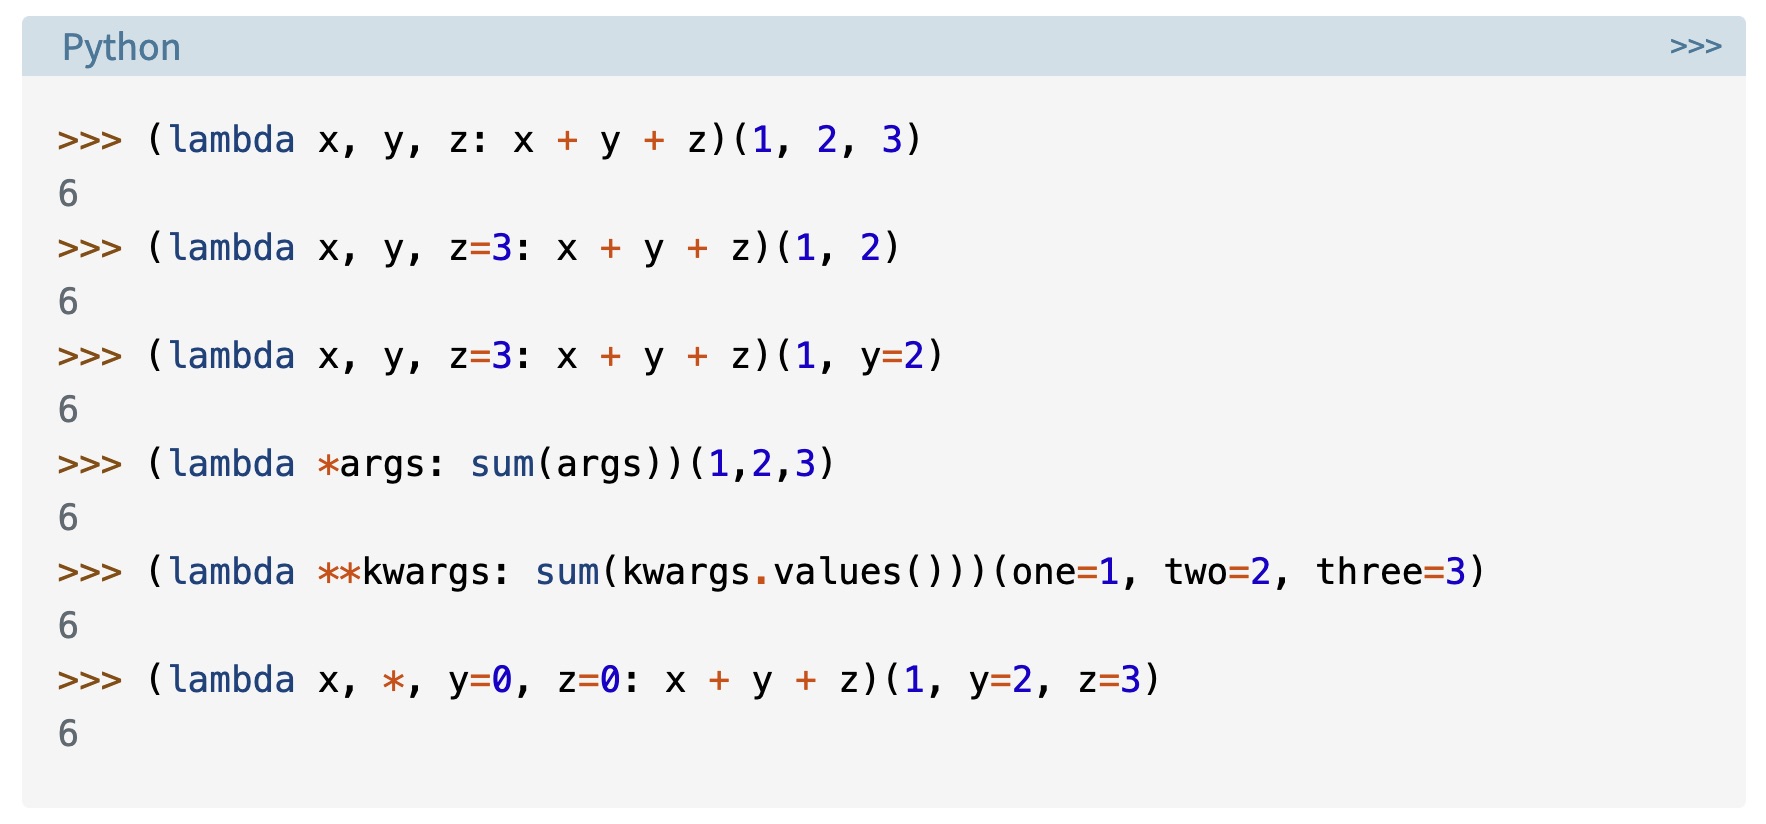 Python >>>
>>> (lambda x, y, z: x + y + z)(1, 2, 3)
6
>>> (lambda x, y, z=3: x + y + z)(1, 2)
6
>>> (lambda x, y, z=3: x + y + z)(1, y=2)
6
>>> (lambda *args: sum(args))(1,2,3)
6
>>> (lambda **kwargs: sum(kwargs.values()))(one=1, two=2, three=3)
6
>>> (lambda x, *, y=0, z=0: x + y + z)(1, y=2, z=3)
6